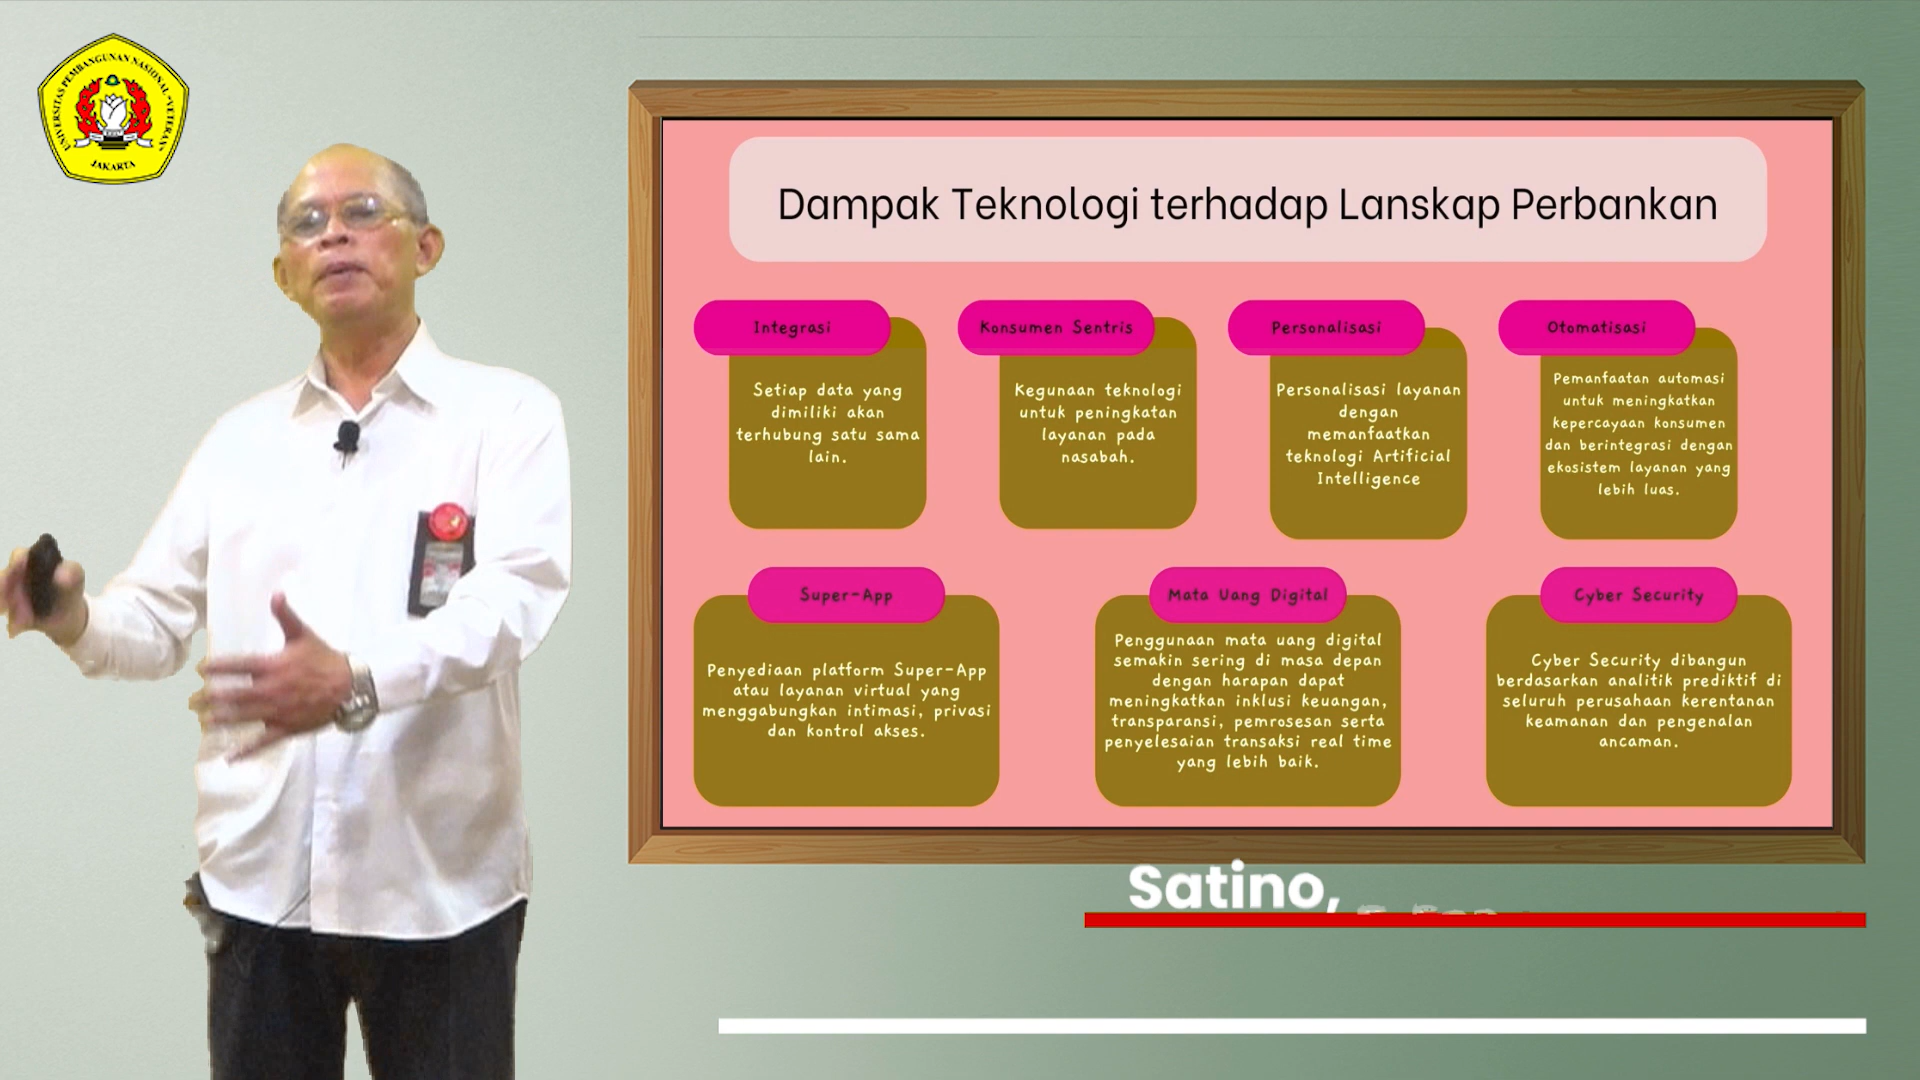 UNIVERSITAS PEMBANGUNAN NASIONAL "VETERAN"
JAKARTA
Dampak Teknologi terhadap Lanskap Perbankan
Integrasi
Setiap data yang
dimiliki akan
terhubung satu sama
lain.
Konsumen Sentris
Kegunaan teknologi
untuk peningkatan
layanan pada
nasabah.
Personalisasi
Personalisasi layanan
dengan
memanfaatkan
teknologi Artificial
Intelligence
Otomatisasi
Pemanfaatan automasi
untuk meningkatkan
kepercayaan konsumen
dan berintegrasi dengan
ekosistem layanan yang
lebih luas.
Super-App
Penyediaan platform Super-App
atau layanan virtual yang
menggabungkan intimasi, privasi
dan kontrol akses.
Mata Uang Digital
Penggunaan mata uang digital
semakin sering di masa depan
dengan harapan dapat
meningkatkan inklusi keuangan,
transparansi, pemrosesan serta
penyelesaian transaksi real time
yang lebih baik.
Cyber Security
Cyber Security dibangun
berdasarkan analitik prediktif di
seluruh perusahaan kerentanan
keamanan dan pengenalan
ancaman.
Satino,